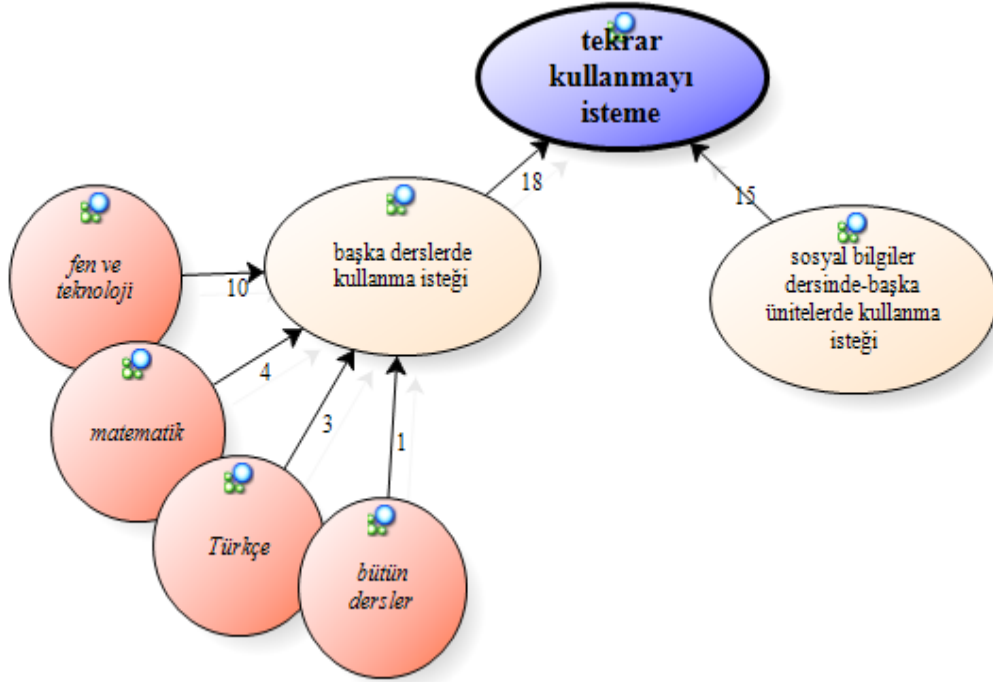 tekrar
kullanmayı
isteme
18
15
başka derslerde
kullanma isteği
sosyal bilgiler
dersinde-başka
ünitelerde kullanma
isteği
fen ve
teknoloji
10
matematik
4
Türkçe
3
bütün
dersler
1